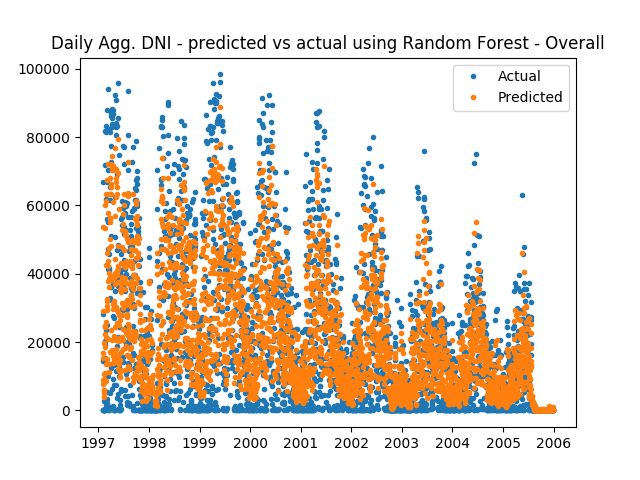 Daily Agg. DNI - predicted vs actual using Random Forest - Overall
Actual
Predicted
100000
80000
60000
40000
20000
0
1997 1998 1999 2000 2001 2002 2003 2004 2005 2006